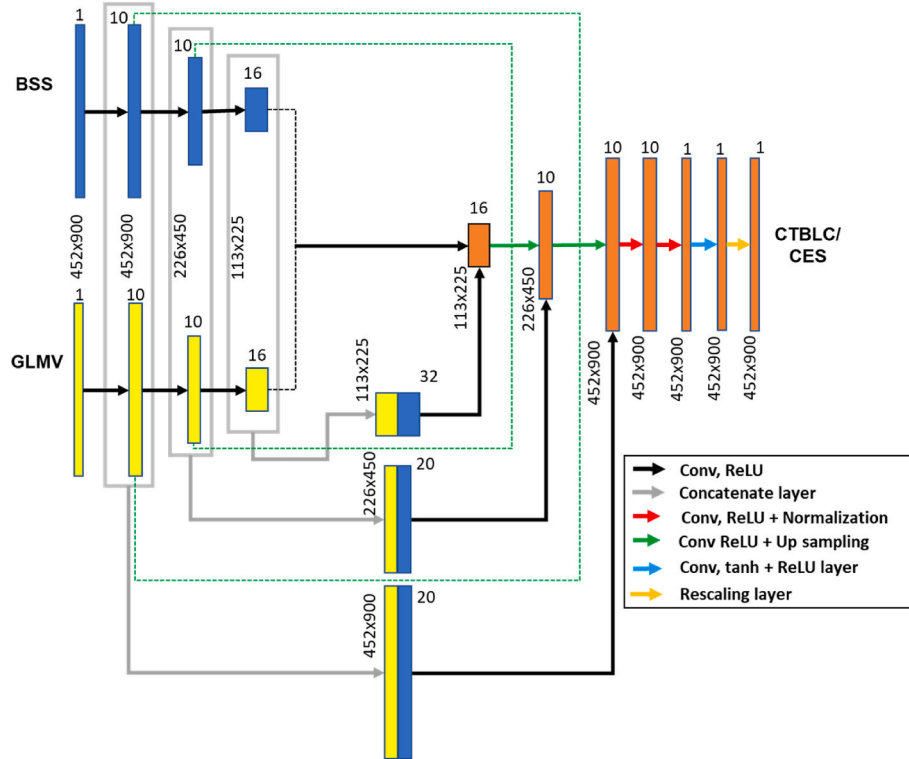 1
10
10
16
BSS
452x900
452x900
226x450
113x225
1
10
10
16
GLMV
113x225
32
226x450
20
452x900
20
16
113x225
10
226x450
10
10
1
1
1
452x900
452x900
452x900
452x900
452x900
CTBLC/
CES
Conv, ReLU
Concatenate layer
Conv, ReLU + Normalization
Conv ReLU + Up sampling
Conv, tanh + ReLU layer
Rescaling layer